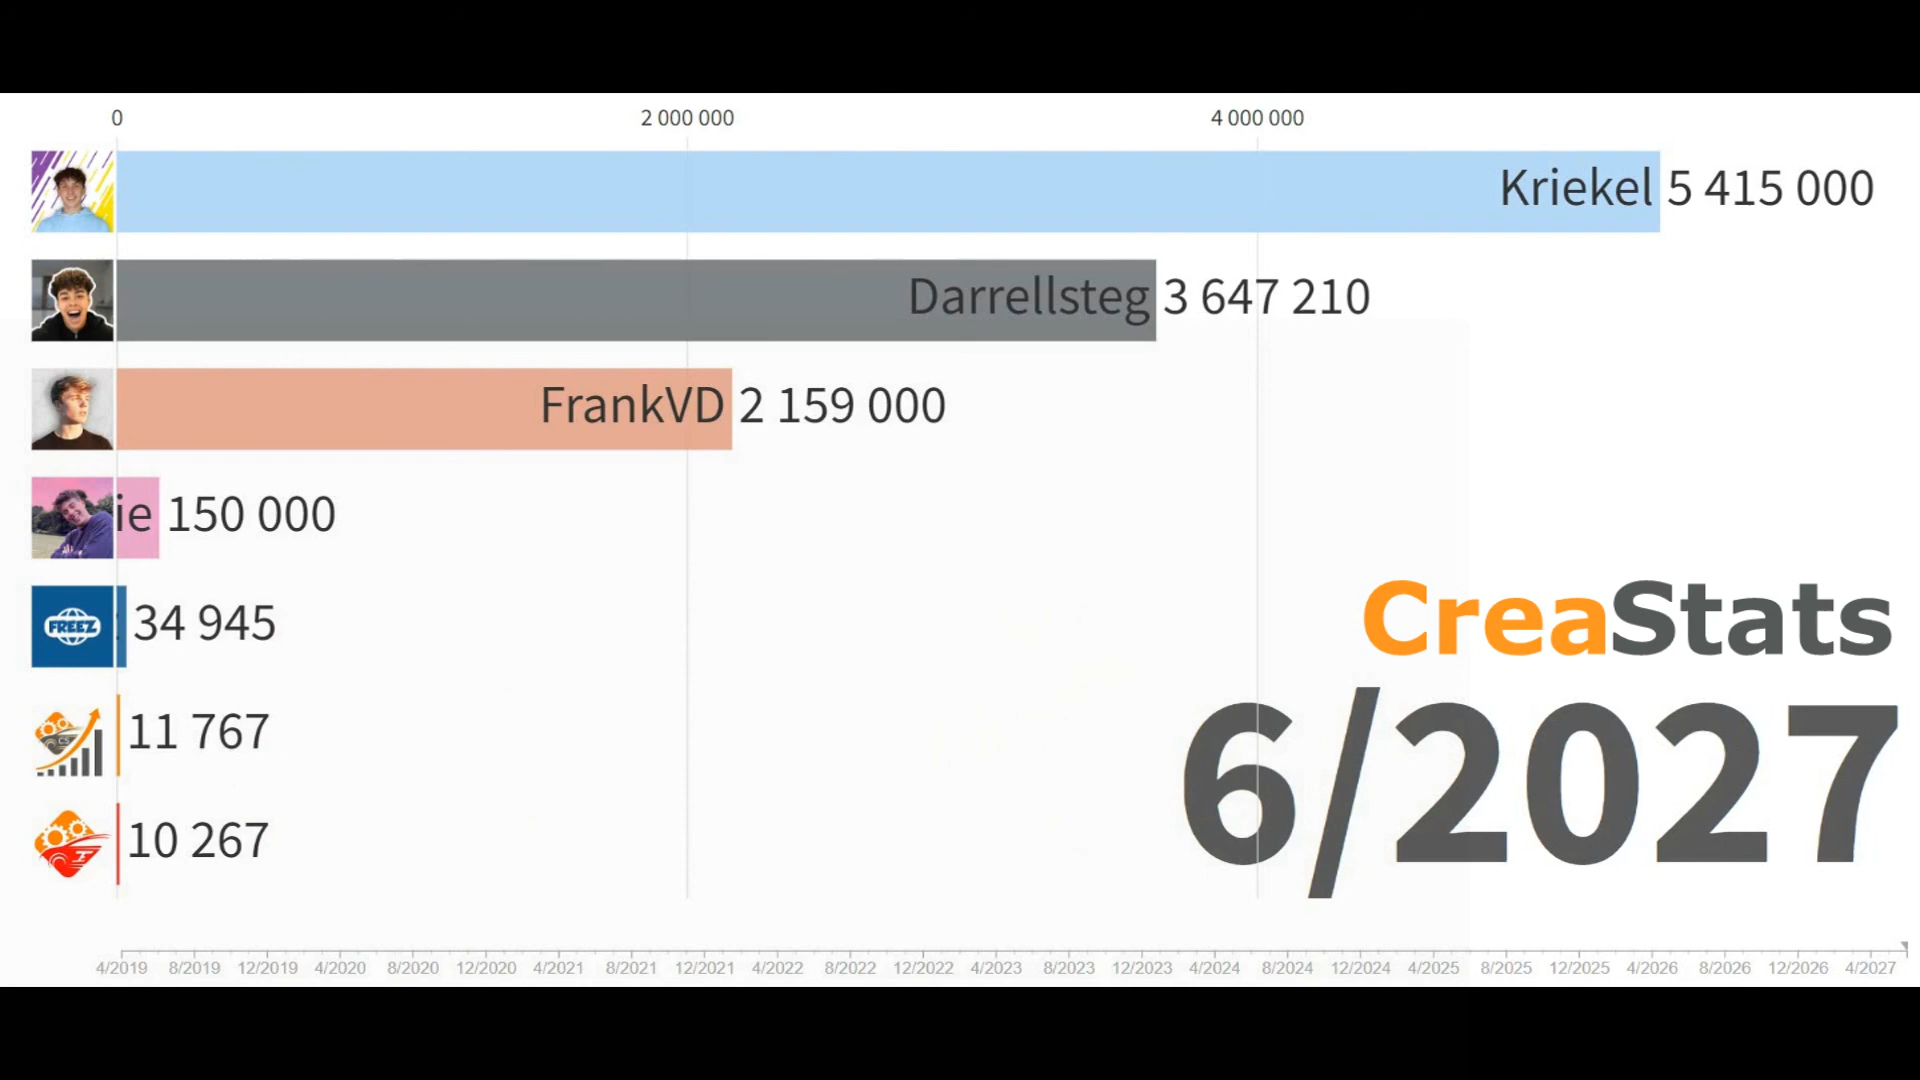 0 2 000 000 4 000 000
Kriekel 5 415 000
Darrellsteg 3 647 210
FrankVD 2 159 000
ie 150 000
FREEZ 34 945
CreaStats
11 767
6/2027
10 267
4/2019 8/2019 12/2019 4/2020 8/2020 12/2020 4/2021 8/2021 12/2021 4/2022 8/2022 12/2022 4/2023 8/2023 12/2023 4/2024 8/2024 12/2024 4/2025 8/2025 12/2025 4/2026 8/2026 12/2026 4/2027